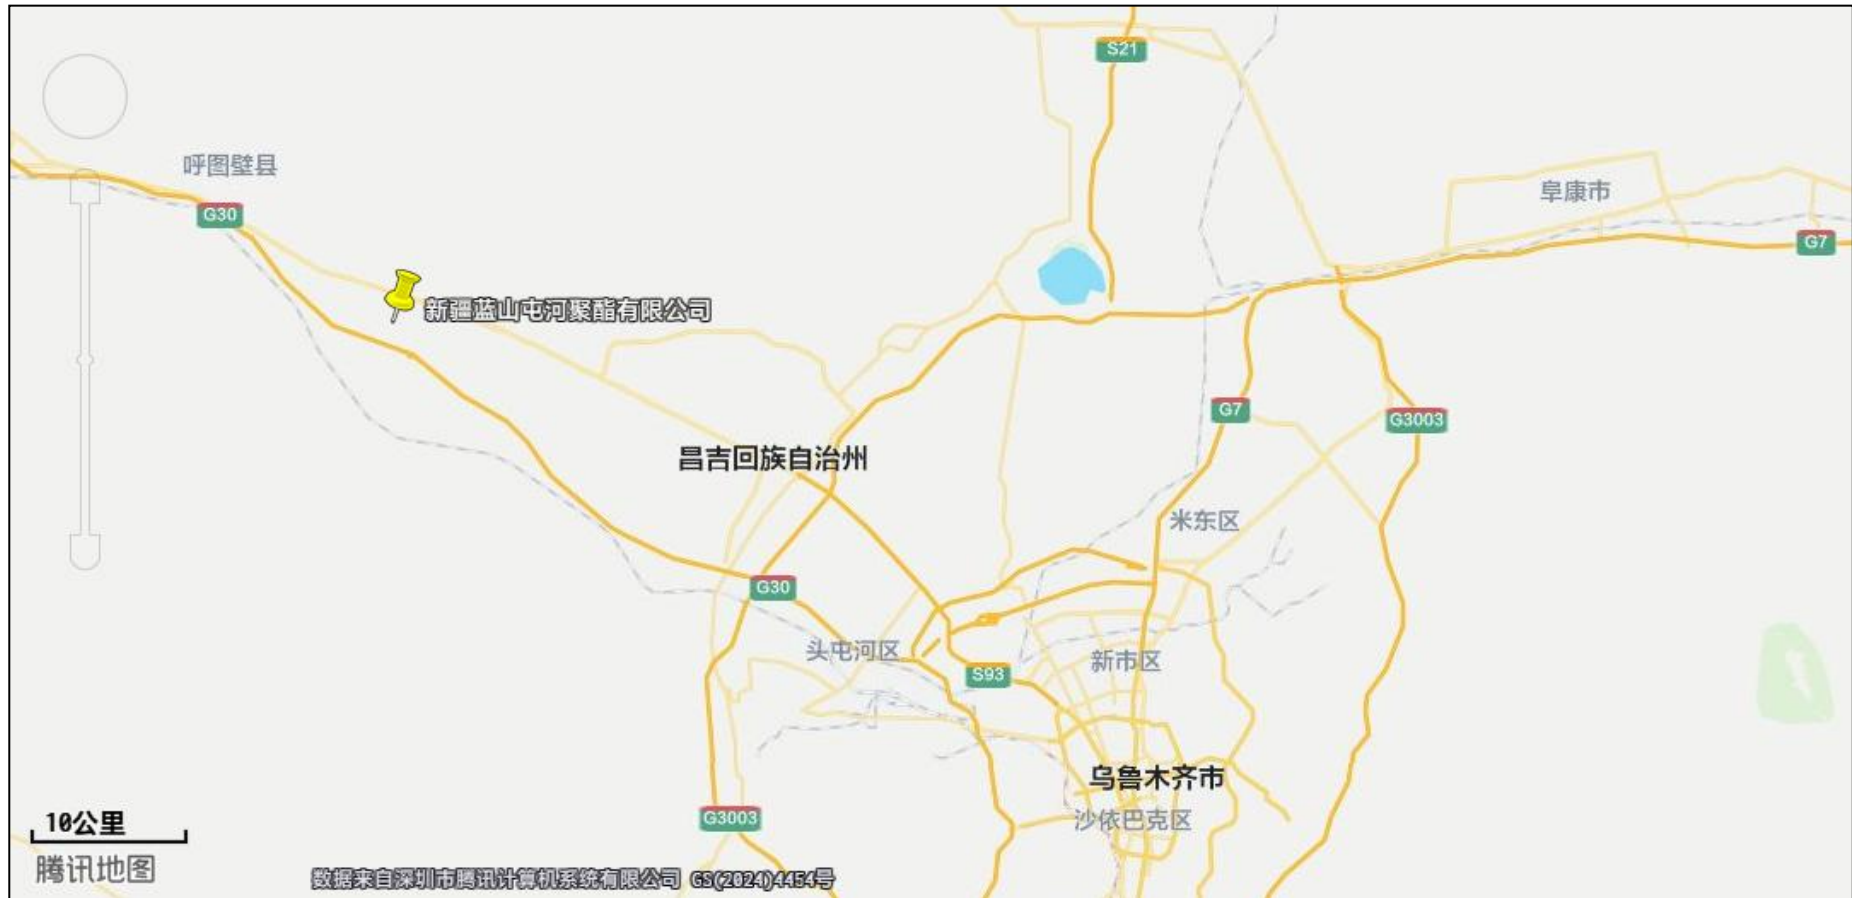 S21
呼图壁县
阜康市
G30
G7
新疆蓝山屯河聚酯有限公司
G7
G3003
昌吉回族自治州
米东区
G30
头屯河区
新市区
S93
乌鲁木齐市
沙依巴克区
G3003
10公里
腾讯地图
数据来自深圳市腾讯计算机系统有限公司 GS(2024)4454号